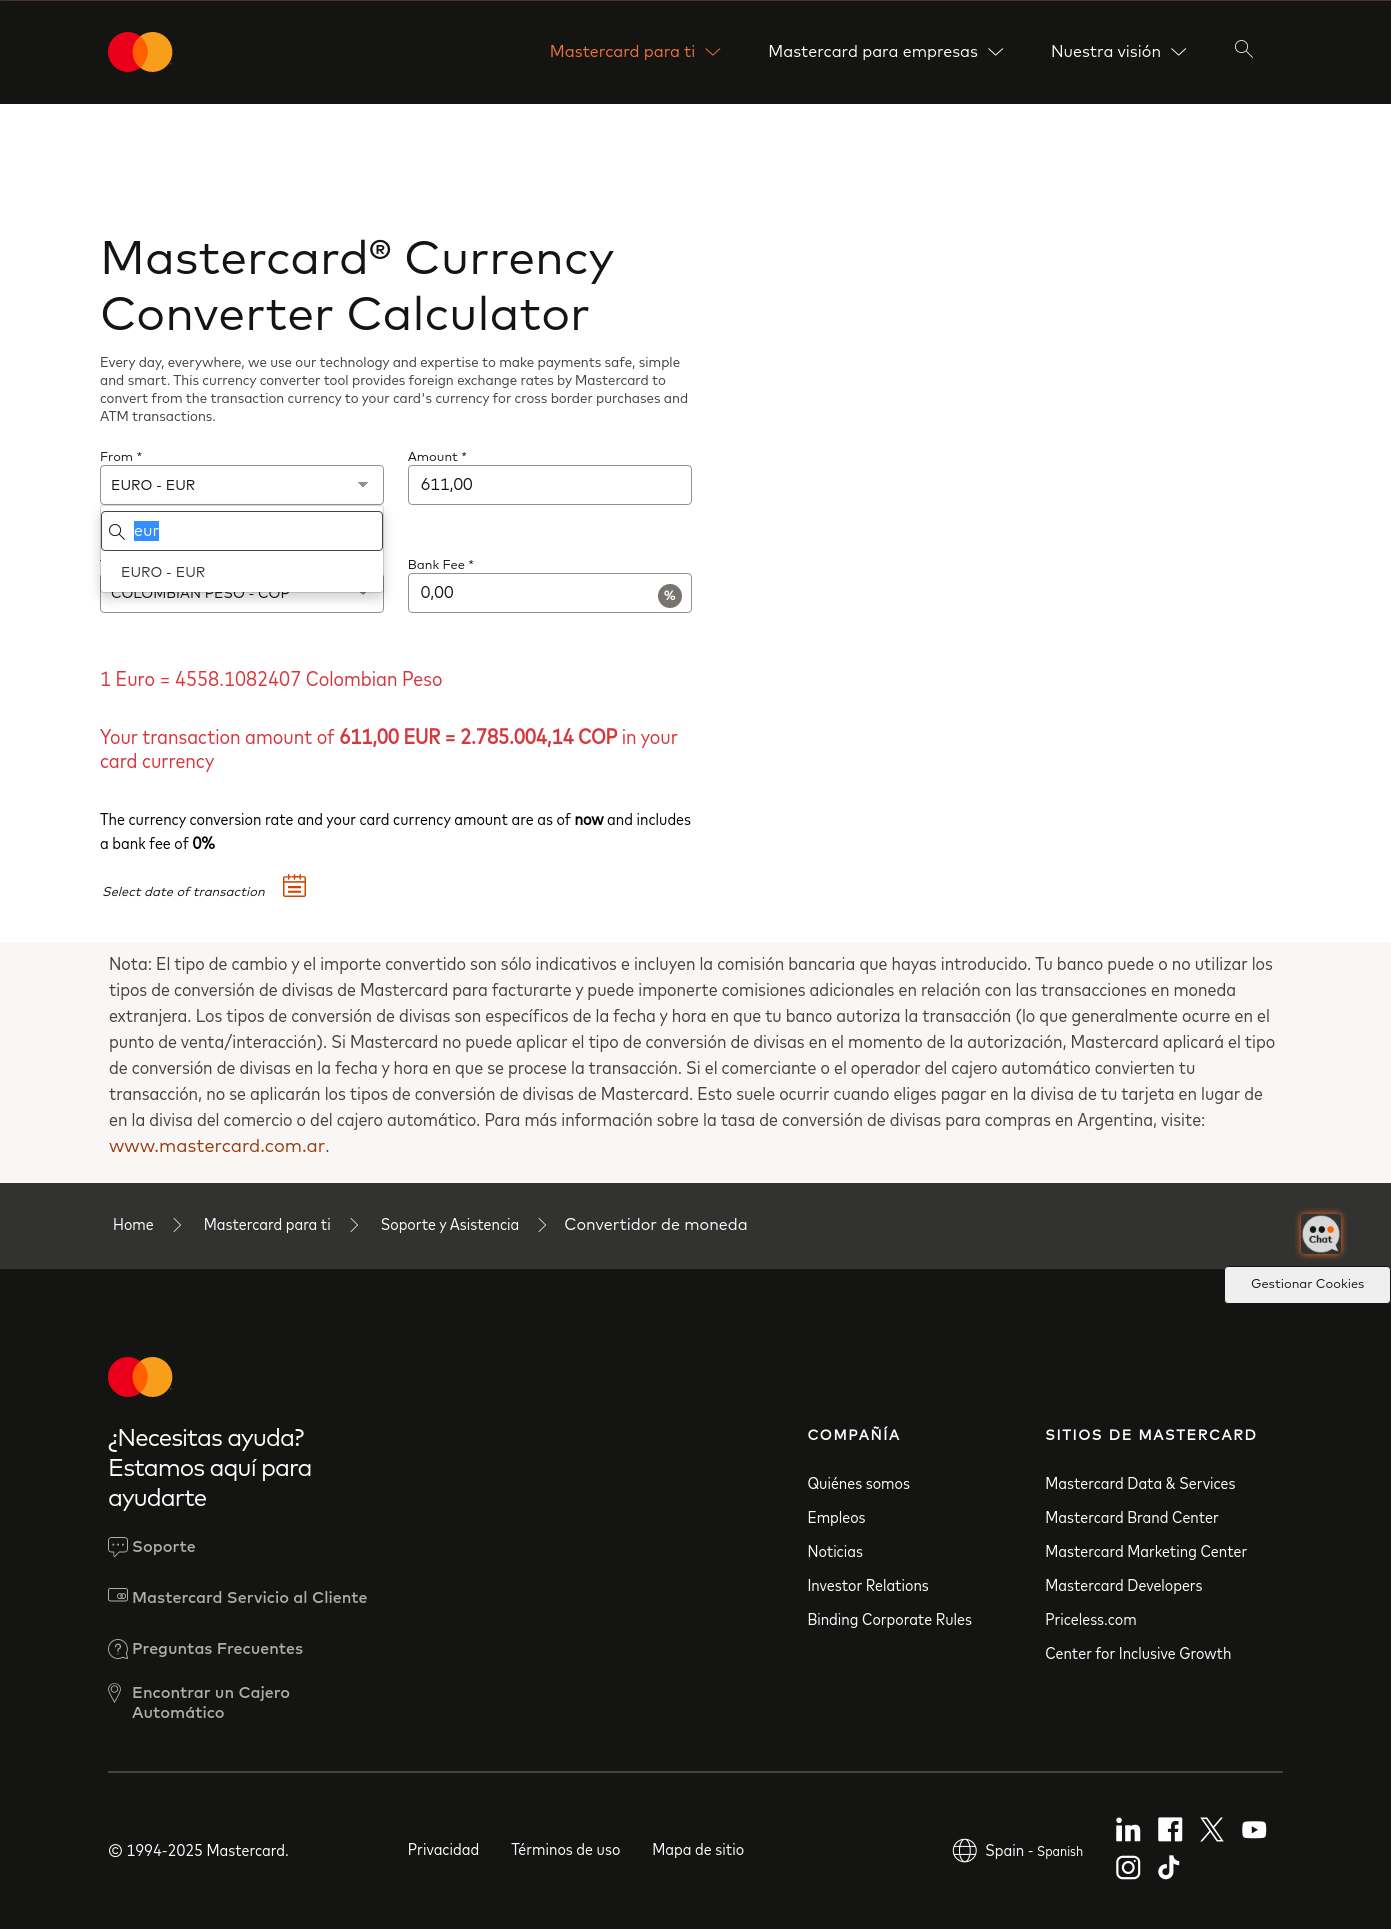 Mastercard para ti
Mastercard para empresas
Nuestra visión
Mastercard® Currency
Converter Calculator
Every day, everywhere, we use our technology and expertise to make payments safe, simple
and smart. This currency converter tool provides foreign exchange rates by Mastercard to
convert from the transaction currency to your card's currency for cross border purchases and
ATM transactions.
From *
Amount *
EURO - EUR
611,00
eur
EURO - EUR
Bank Fee *
COLOMBIAN PESO - COP
0,00
%
1 Euro = 4558.1082407 Colombian Peso
Your transaction amount of 611,00 EUR = 2.785.004,14 COP in your
card currency
The currency conversion rate and your card currency amount are as of now and includes
a bank fee of 0%
Select date of transaction
Nota: El tipo de cambio y el importe convertido son sólo indicativos e incluyen la comisión bancaria que hayas introducido. Tu banco puede o no utilizar los
tipos de conversión de divisas de Mastercard para facturarte y puede imponerte comisiones adicionales en relación con las transacciones en moneda
extranjera. Los tipos de conversión de divisas son específicos de la fecha y hora en que tu banco autoriza la transacción (lo que generalmente ocurre en el
punto de venta/interacción). Si Mastercard no puede aplicar el tipo de conversión de divisas en el momento de la autorización, Mastercard aplicará el tipo
de conversión de divisas en la fecha y hora en que se procese la transacción. Si el comerciante o el operador del cajero automático convierten tu
transacción, no se aplicarán los tipos de conversión de divisas de Mastercard. Esto suele ocurrir cuando eliges pagar en la divisa de tu tarjeta en lugar de
en la divisa del comercio o del cajero automático. Para más información sobre la tasa de conversión de divisas para compras en Argentina, visite:
www.mastercard.com.ar.
Home
Mastercard para ti
Soporte y Asistencia
Convertidor de moneda
Chat
Gestionar Cookies
¿Necesitas ayuda?
Estamos aquí para
ayudarte
Soporte
Mastercard Servicio al Cliente
Preguntas Frecuentes
Encontrar un Cajero
Automático
COMPAÑÍA
Quiénes somos
Empleos
Noticias
Investor Relations
Binding Corporate Rules
SITIOS DE MASTERCARD
Mastercard Data & Services
Mastercard Brand Center
Mastercard Marketing Center
Mastercard Developers
Priceless.com
Center for Inclusive Growth
© 1994-2025 Mastercard.
Privacidad
Términos de uso
Mapa de sitio
Spain - Spanish